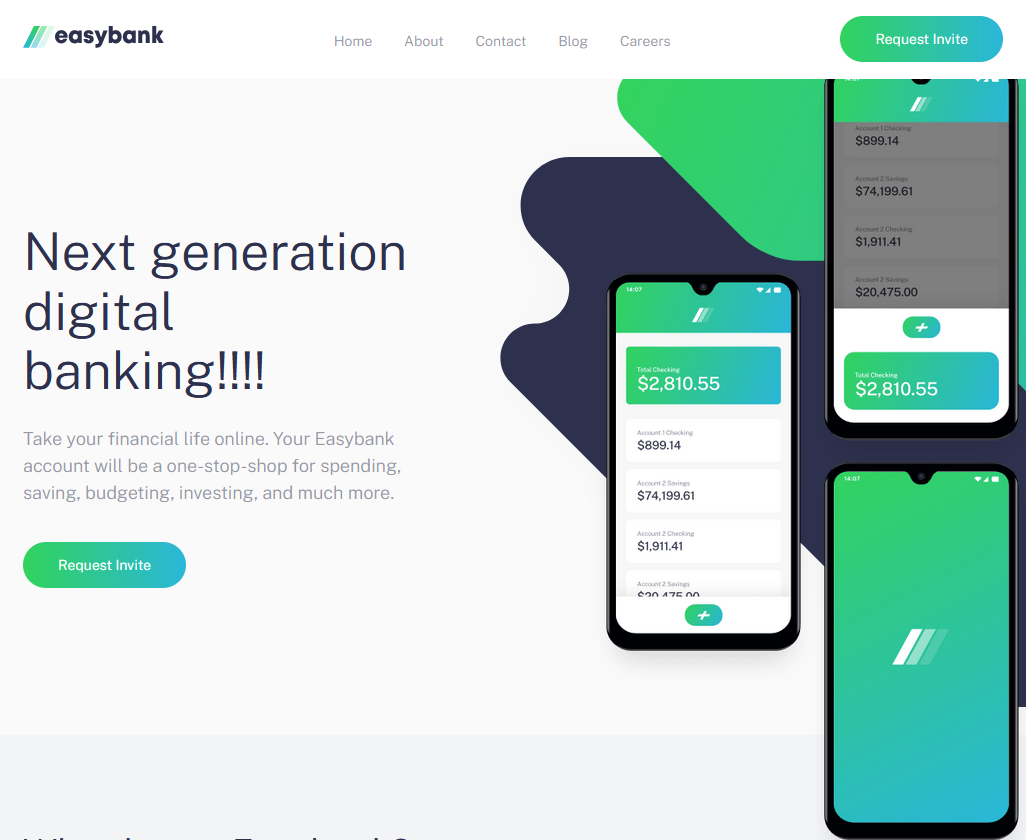 easybank
Home About Contact Blog Careers
Request Invite
Next generation
digital
banking!!!!
Take your financial life online. Your Easybank
account will be a one-stop-shop for spending,
saving, budgeting, investing, and much more.
Request Invite
14:07
Total Checking
$2,810.55
Account 1 Checking
$899.14
Account 2 Savings
$74,199.61
Account 2 Checking
$1,911.41
Account 2 Savings
$20,475.00
Account 1 Checking
$899.14
Account 2 Savings
$74,199.61
Account 2 Checking
$1,911.41
Account 2 Savings
$20,475.00
Total Checking
$2,810.55
14:07